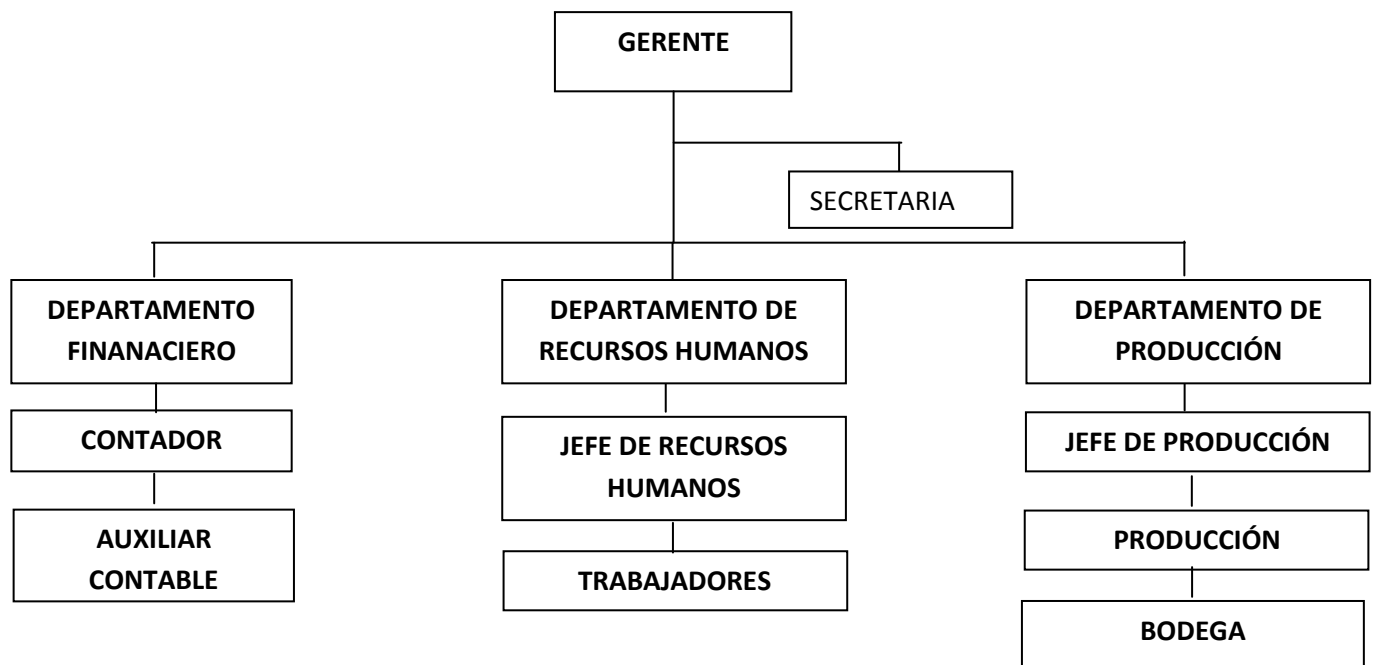 GERENTE
SECRETARIA
DEPARTAMENTO
FINANACIERO
DEPARTAMENTO DE
RECURSOS HUMANOS
DEPARTAMENTO DE
PRODUCCIÓN
CONTADOR
JEFE DE RECURSOS
HUMANOS
JEFE DE PRODUCCIÓN
AUXILIAR
CONTABLE
TRABAJADORES
PRODUCCIÓN
BODEGA